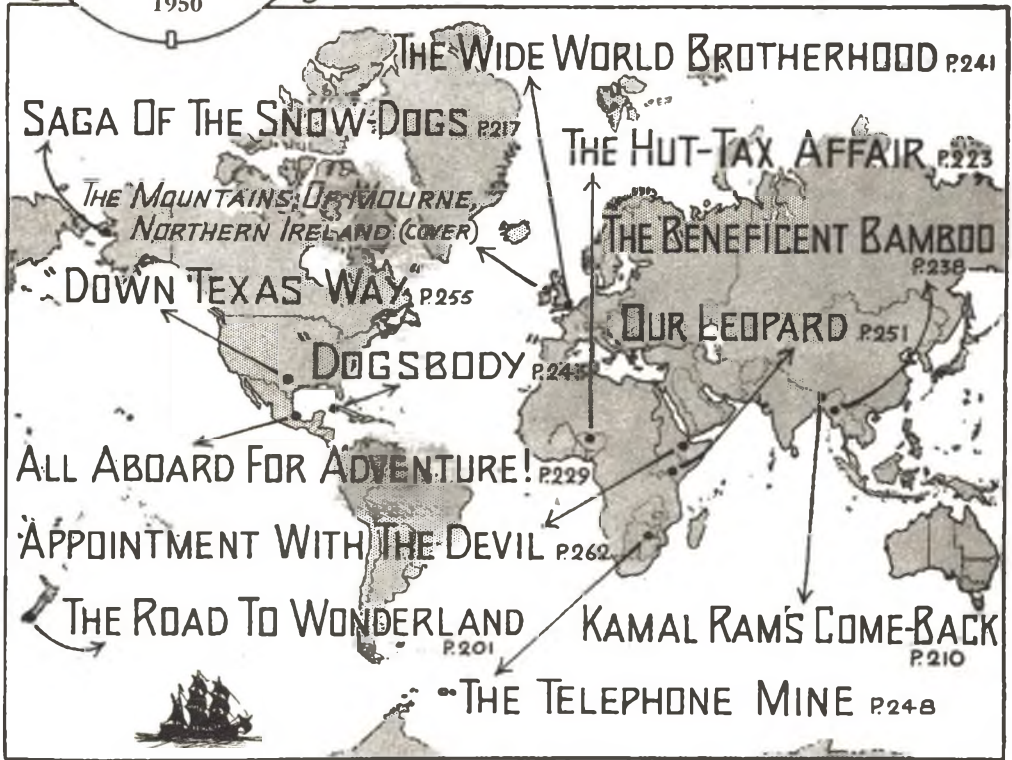 1950
THE WIDE WORLD BROTHERHOOD P.241
SAGA OF THE SNOW-DOGS P.217
THE HUT-TAX AFFAIR P.223
THE MOUNTAINS OF MOURNE,
NORTHERN IRELAND (COVER)
THE BENEFICENT BAMBOO
P.238
"DOWN TEXAS WAY" P.255
OUR LEOPARD P.251
"DOGSBODY"
ALL ABOARD FOR ADVENTURE! P.229
APPOINTMENT WITH THE DEVIL P.262
THE ROAD TO WONDERLAND
P.201
KAMAL RAM'S COME-BACK
P.210
THE TELEPHONE MINE P.248